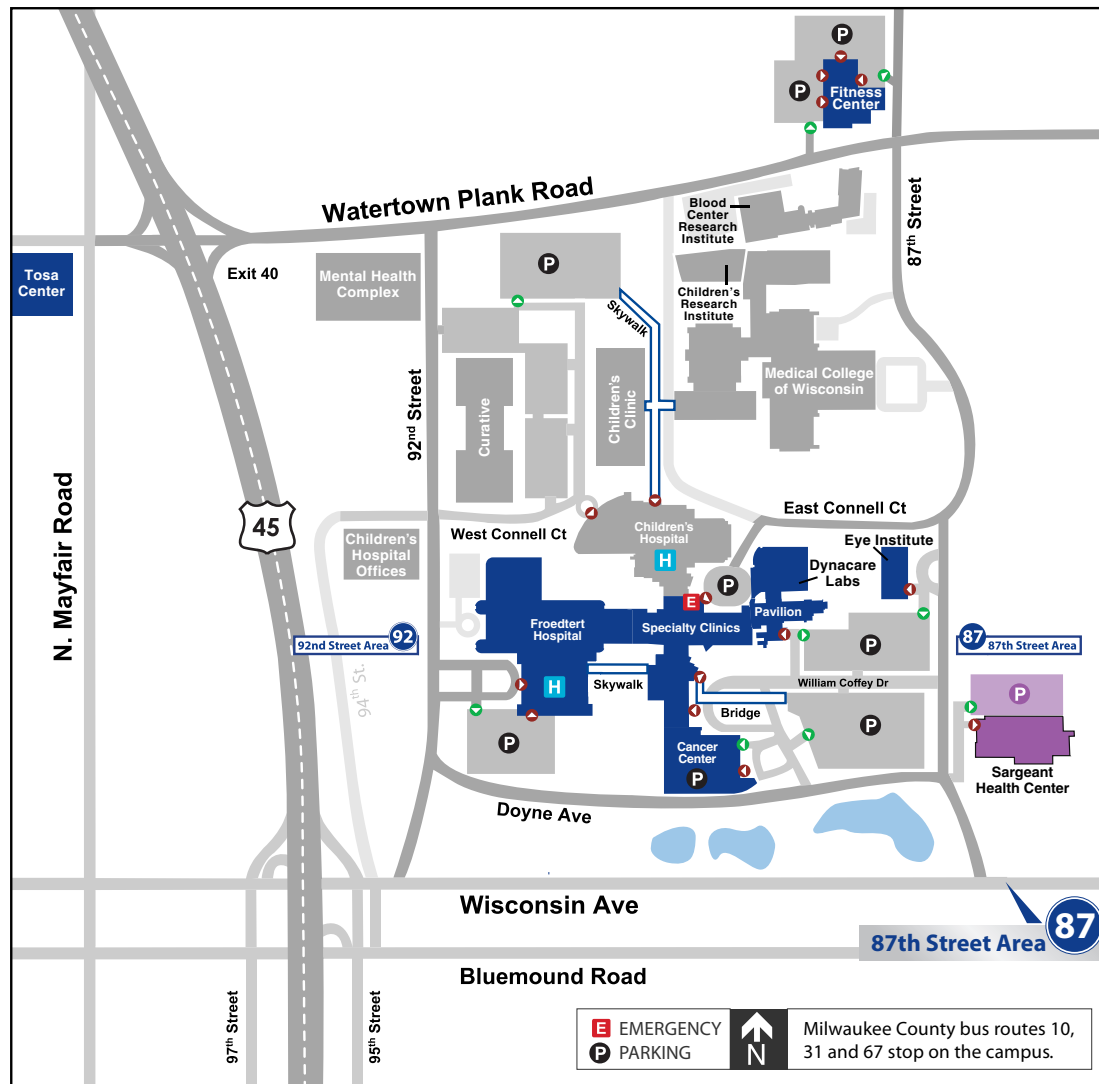 P
P
Fitness
Center
Watertown Plank Road
Blood
Center
Research
Institute
87th Street
Tosa
Center
Exit 40
Mental Health
Complex
P
Skywalk
Children's
Research
Institute
Medical College
of Wisconsin
Children's
Clinic
Curative
92nd Street
N. Mayfair Road
45
West Connell Ct
East Connell Ct
Children's
Hospital
H
Children's
Hospital
Offices
Eye Institute
Dynacare
Labs
P
E
Pavilion
Froedtert
Hospital
Specialty Clinics
92nd Street Area 92
87 87th Street Area
P
94th St.
H
Skywalk
William Coffey Dr
Bridge
P
P
P
Cancer
Center
P
Sargeant
Health Center
Doyne Ave
Wisconsin Ave
87th Street Area 87
Bluemound Road
97th Street
95th Street
E EMERGENCY
P PARKING
N
Milwaukee County bus routes 10,
31 and 67 stop on the campus.